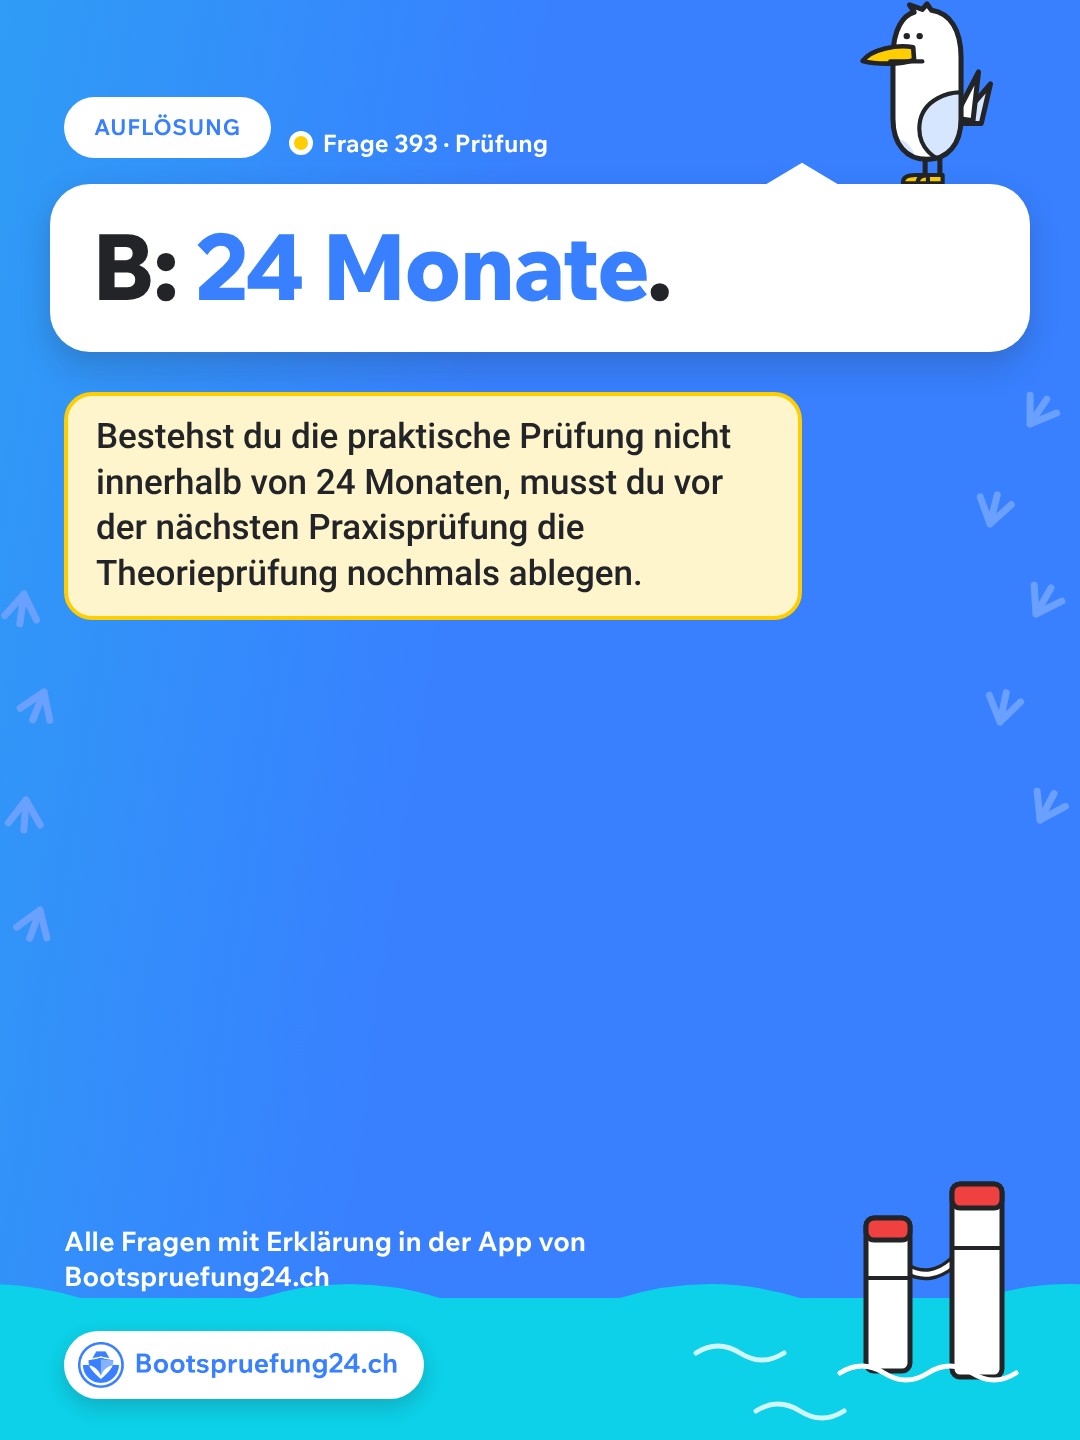 AUFLÖSUNG
Frage 393 · Prüfung
B: 24 Monate.
Bestehst du die praktische Prüfung nicht
innerhalb von 24 Monaten, musst du vor
der nächsten Praxisprüfung die
Theorieprüfung nochmals ablegen.
Alle Fragen mit Erklärung in der App von
Bootspruefung24.ch
Bootspruefung24.ch